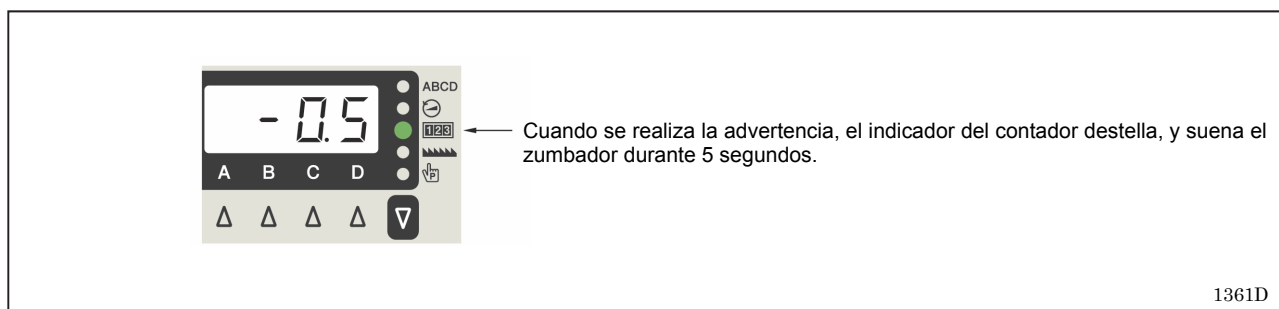 - 0.5
ABCD
123
P
A B C D
Cuando se realiza la advertencia, el indicador del contador destella, y suena el
zumbador durante 5 segundos.
1361D